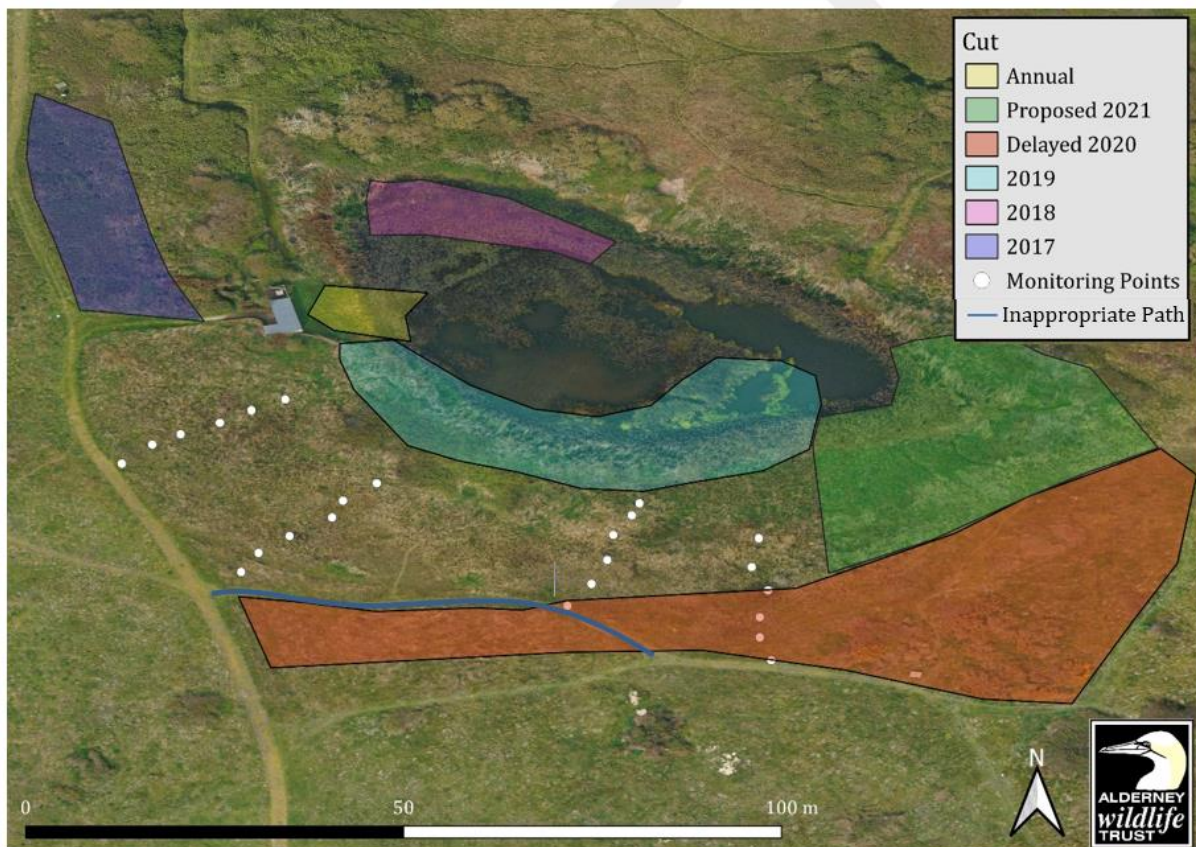 Cut
Annual
Proposed 2021
Delayed 2020
2019
2018
2017
Monitoring Points
Inappropriate Path
0
50
100 m
N
ALDERNEY
wildlife
TRUST